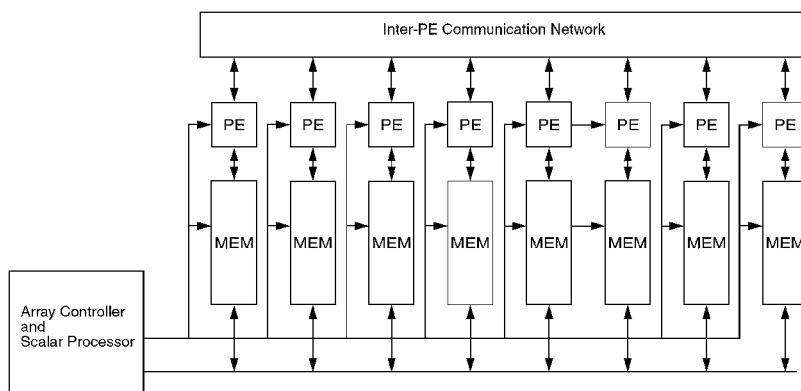 Inter-PE Communication Network
PE PE PE PE PE PE PE PE
MEM MEM MEM MEM MEM MEM MEM MEM
Array Controller
and
Scalar Processor